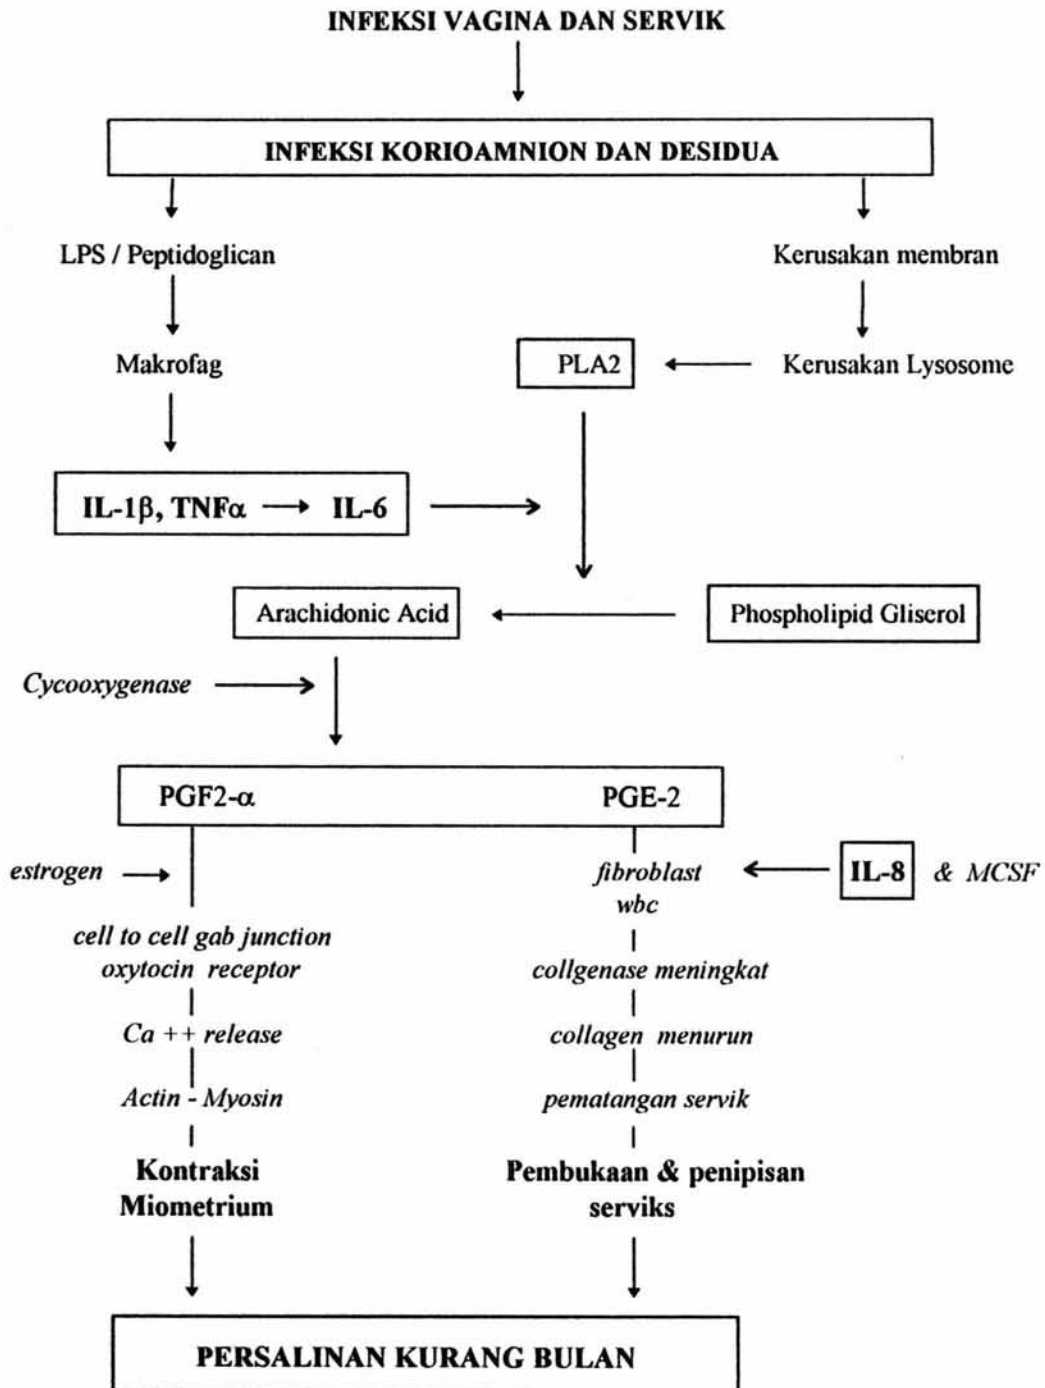 INFEKSI VAGINA DAN SERVIK
INFEKSI KORIOAMNION DAN DESIDUA
LPS / Peptidoglican
Kerusakan membran
Makrofag
PLA2
Kerusakan Lysosome
IL-1β, TNFα → IL-6
Arachidonic Acid
Phospholipid Gliserol
Cycooxygenase
PGF2-α
PGE-2
estrogen
fibroblast
wbc
IL-8 & MCSF
cell to cell gab junction
oxytocin receptor
collgenase meningkat
Ca ++ release
collagen menurun
Actin - Myosin
pematangan servik
Kontraksi
Miometrium
Pembukaan & penipisan
serviks
PERSALINAN KURANG BULAN